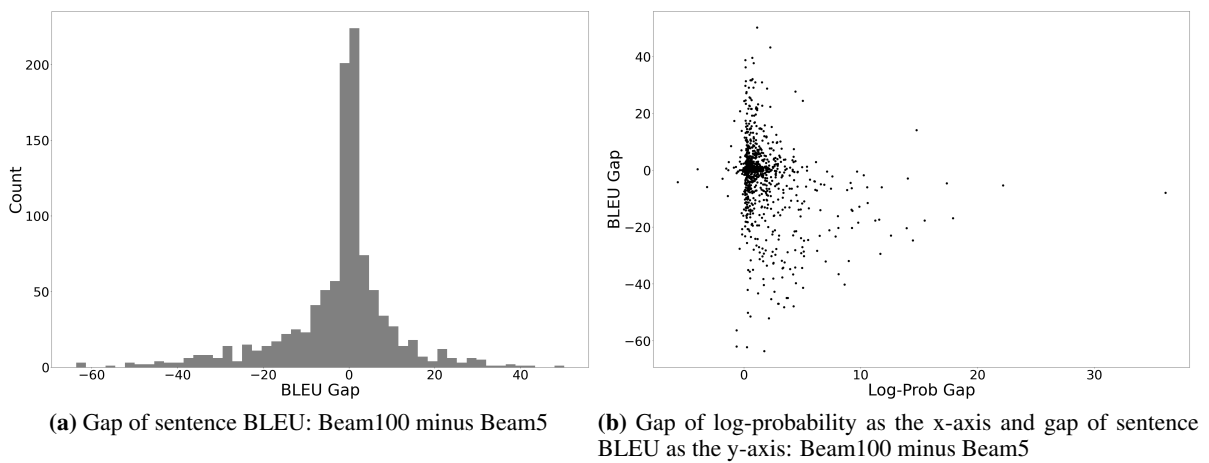 200
150
100
50
0
Count
−60 −40 −20 0 20 40
BLEU Gap
(a) Gap of sentence BLEU: Beam100 minus Beam5
40
20
0
−20
−40
−60
BLEU Gap
0 10 20 30
Log-Prob Gap
(b) Gap of log-probability as the x-axis and gap of sentence
BLEU as the y-axis: Beam100 minus Beam5